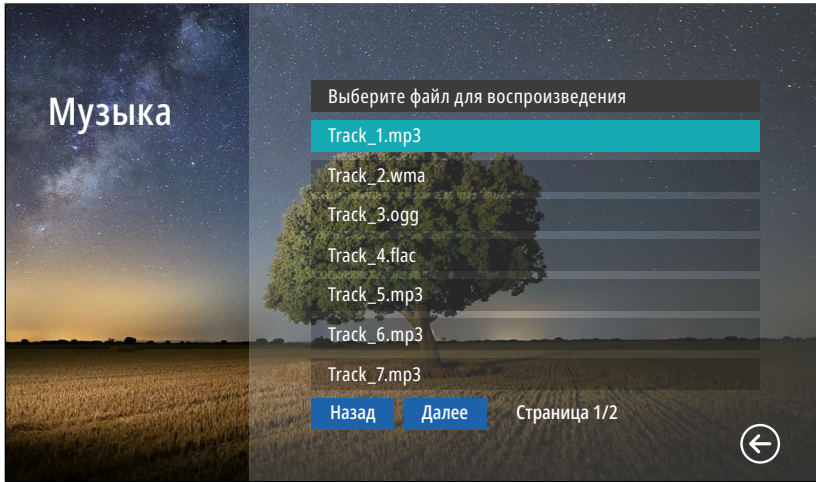 Музыка
Выберите файл для воспроизведения
Track_1.mp3
Track_2.wma
Track_3.ogg
Track_4.flac
Track_5.mp3
Track_6.mp3
Track_7.mp3
Назад Далее Страница 1/2